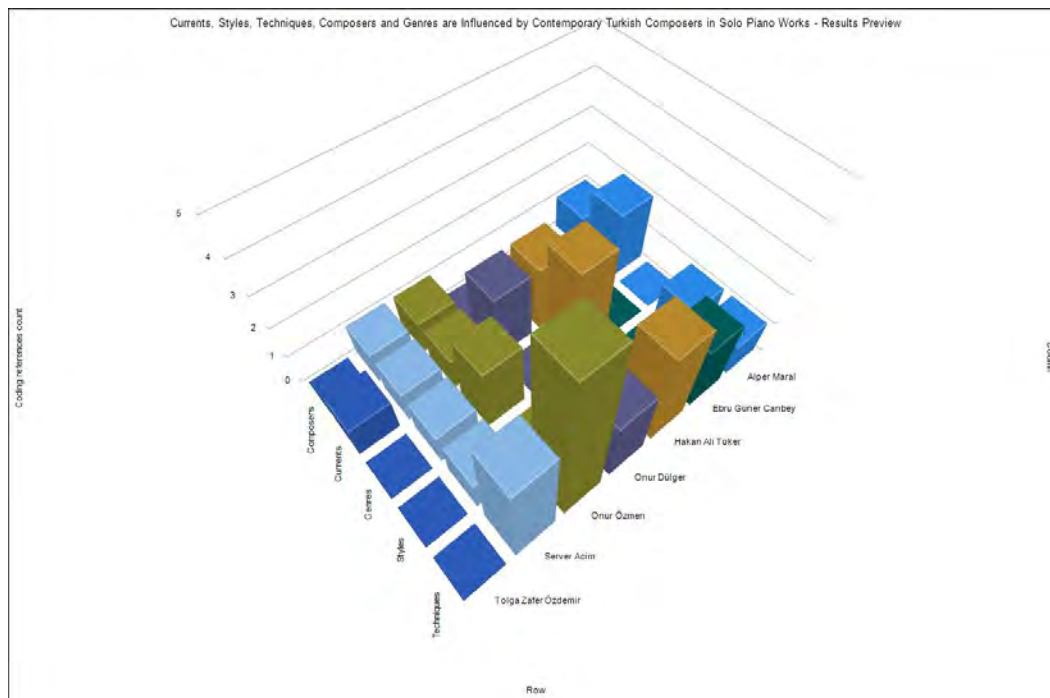 Currents, Styles, Techniques, Composers and Genres are Influenced by Contemporary Turkish Composers in Solo Piano Works - Results Preview
5
4
3
2
1
0
Coding references count
Composers
Currents
Genres
Styles
Techniques
Alper Maral
Ebru Güner Canbey
Hakan Ali Toker
Onur Dülger
Onur Özmen
Server Acim
Tolga Zafer Özdemir
Row